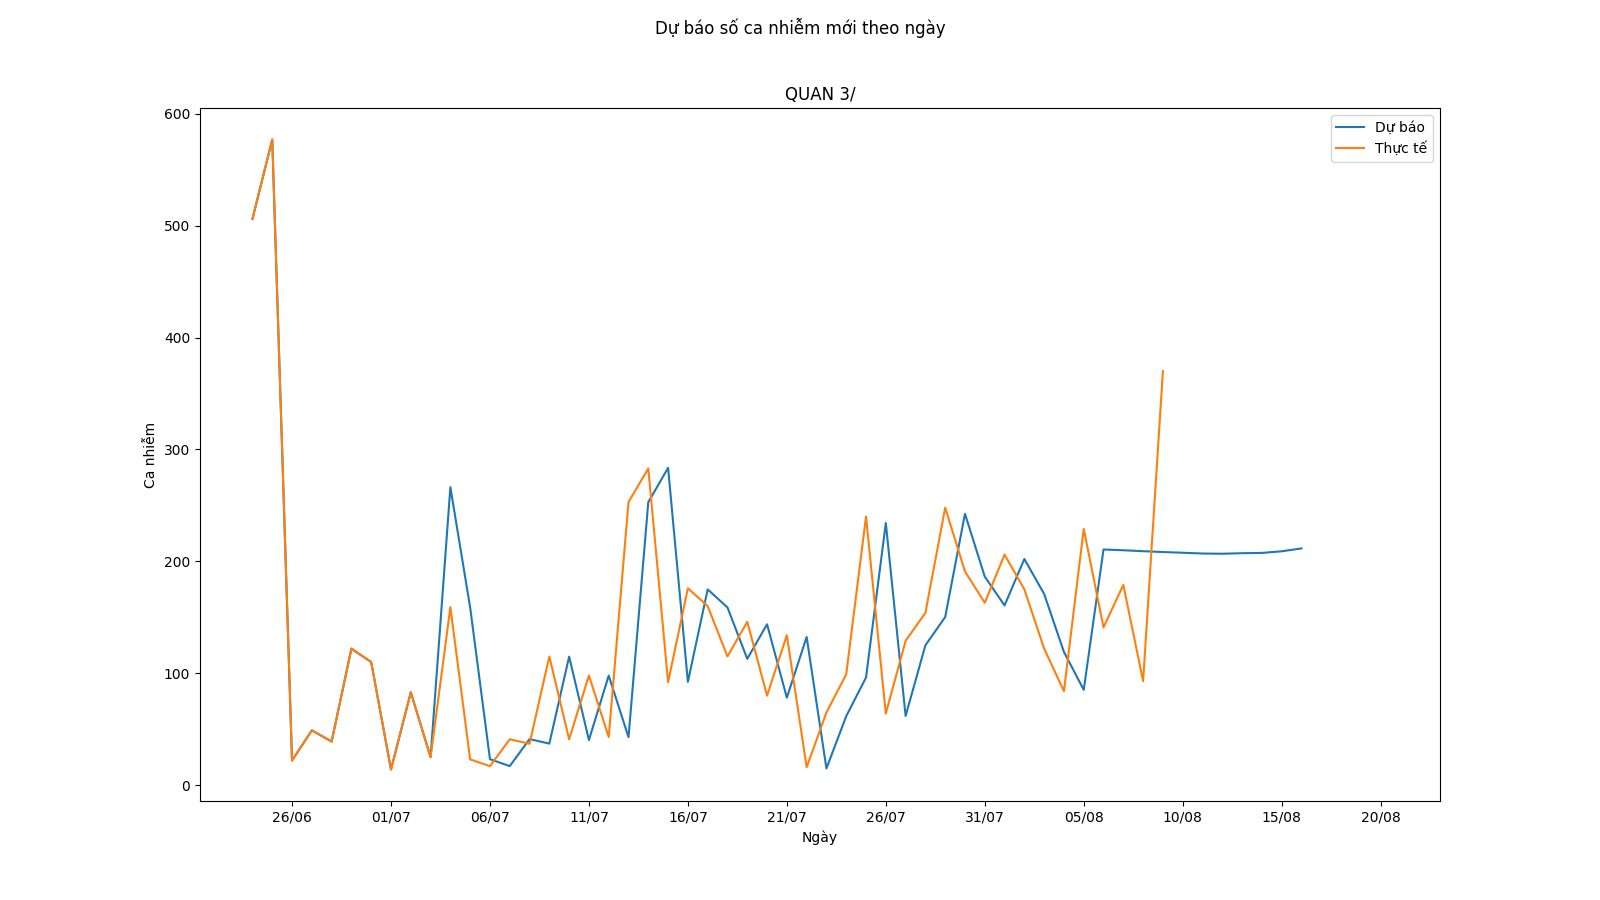 Dự báo số ca nhiễm mới theo ngày
QUAN 3/
Dự báo
Thực tế
600
500
400
300
200
100
0
Ca nhiễm
26/06 01/07 06/07 11/07 16/07 21/07 26/07 31/07 05/08 10/08 15/08 20/08
Ngày